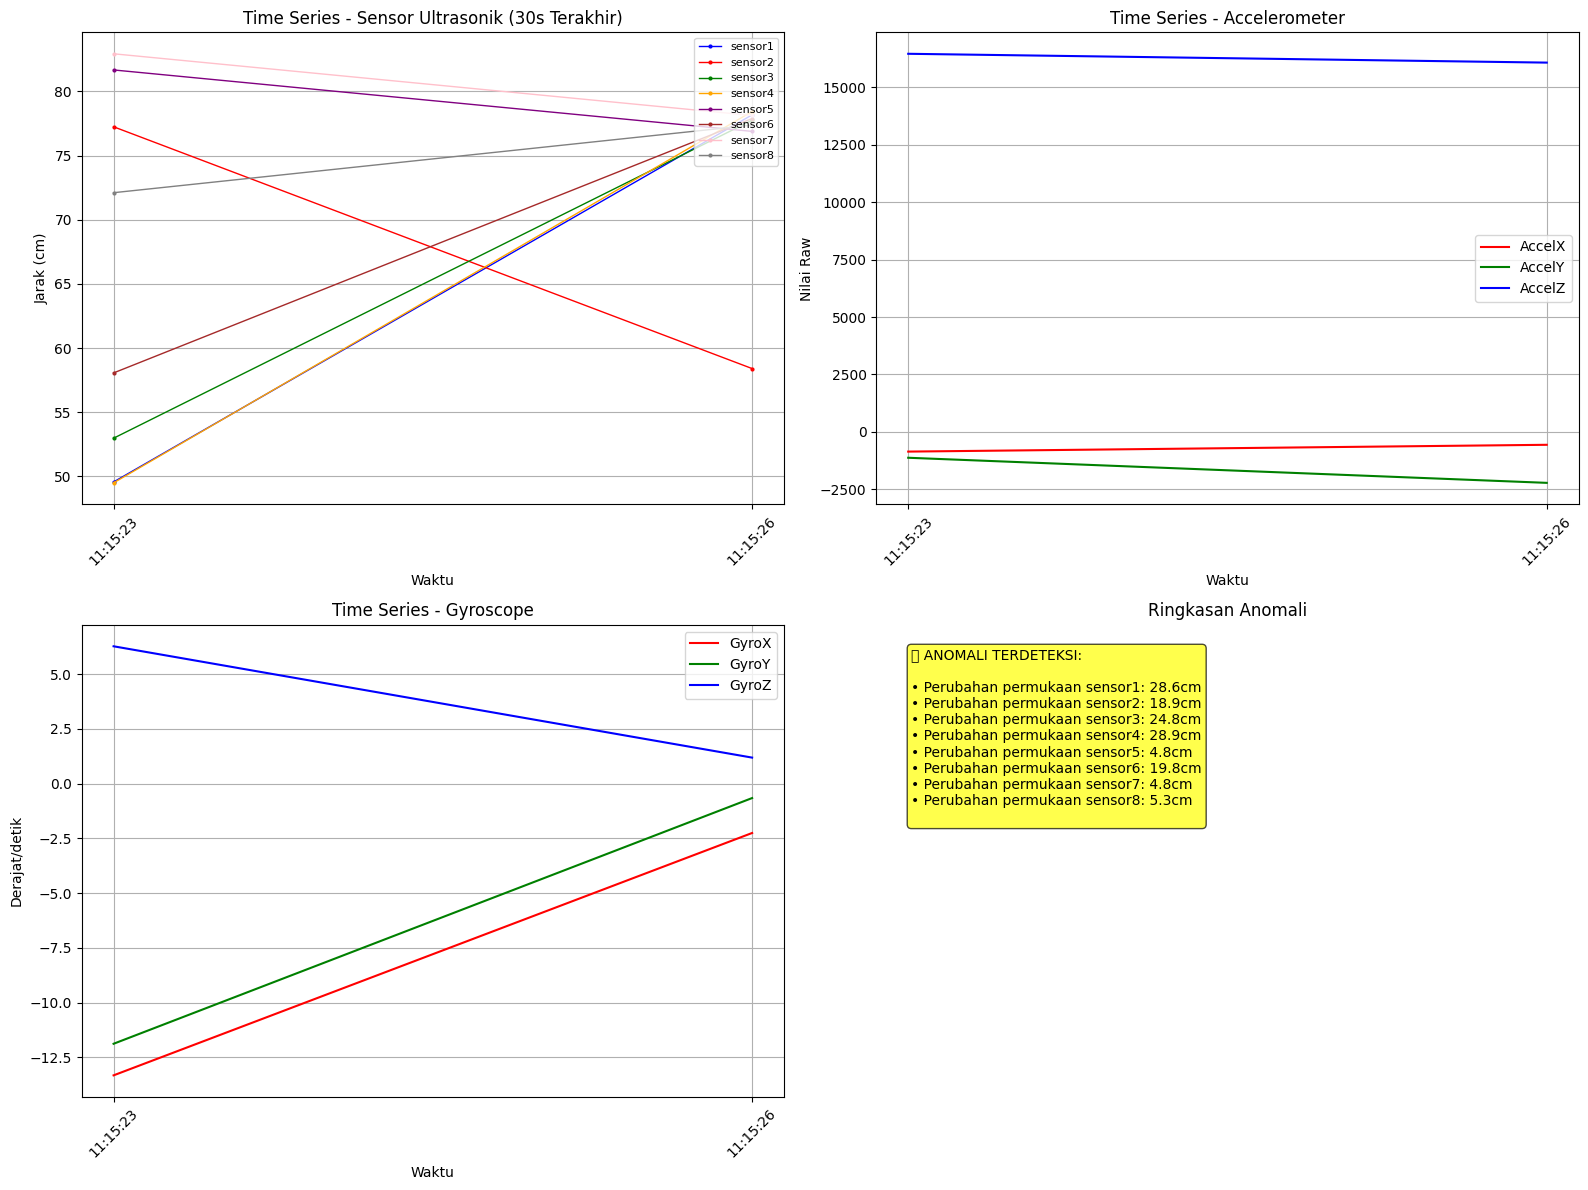 Time Series - Sensor Ultrasonik (30s Terakhir)
sensor1
sensor2
sensor3
sensor4
sensor5
sensor6
sensor7
sensor8
Jarak (cm)
80
75
70
65
60
55
50
11:15:23
11:15:26
Waktu
Time Series - Accelerometer
AccelX
AccelY
AccelZ
Nilai Raw
15000
12500
10000
7500
5000
2500
0
−2500
11:15:23
11:15:26
Waktu
Time Series - Gyroscope
GyroX
GyroY
GyroZ
Derajat/detik
5.0
2.5
0.0
−2.5
−5.0
−7.5
−10.0
−12.5
11:15:23
11:15:26
Waktu
Ringkasan Anomali
ANOMALI TERDETEKSI:
• Perubahan permukaan sensor1: 28.6cm
• Perubahan permukaan sensor2: 18.9cm
• Perubahan permukaan sensor3: 24.8cm
• Perubahan permukaan sensor4: 28.9cm
• Perubahan permukaan sensor5: 4.8cm
• Perubahan permukaan sensor6: 19.8cm
• Perubahan permukaan sensor7: 4.8cm
• Perubahan permukaan sensor8: 5.3cm